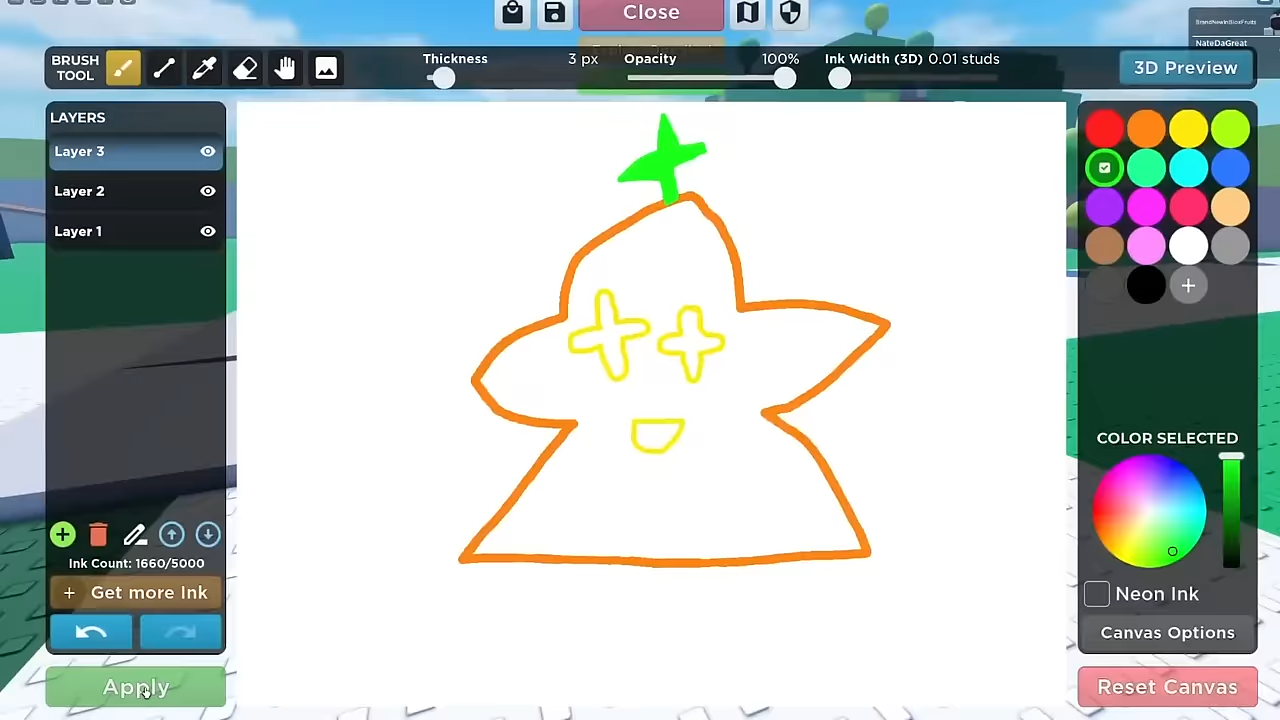 Close
BrandNewInBloxFruits
NateDaGreat
BRUSH
TOOL
Thickness
3 px
Opacity
100%
Ink Width (3D) 0.01 studs
3D Preview
LAYERS
Layer 3
Layer 2
Layer 1
Ink Count: 1660/5000
+ Get more Ink
Apply
COLOR SELECTED
Neon Ink
Canvas Options
Reset Canvas